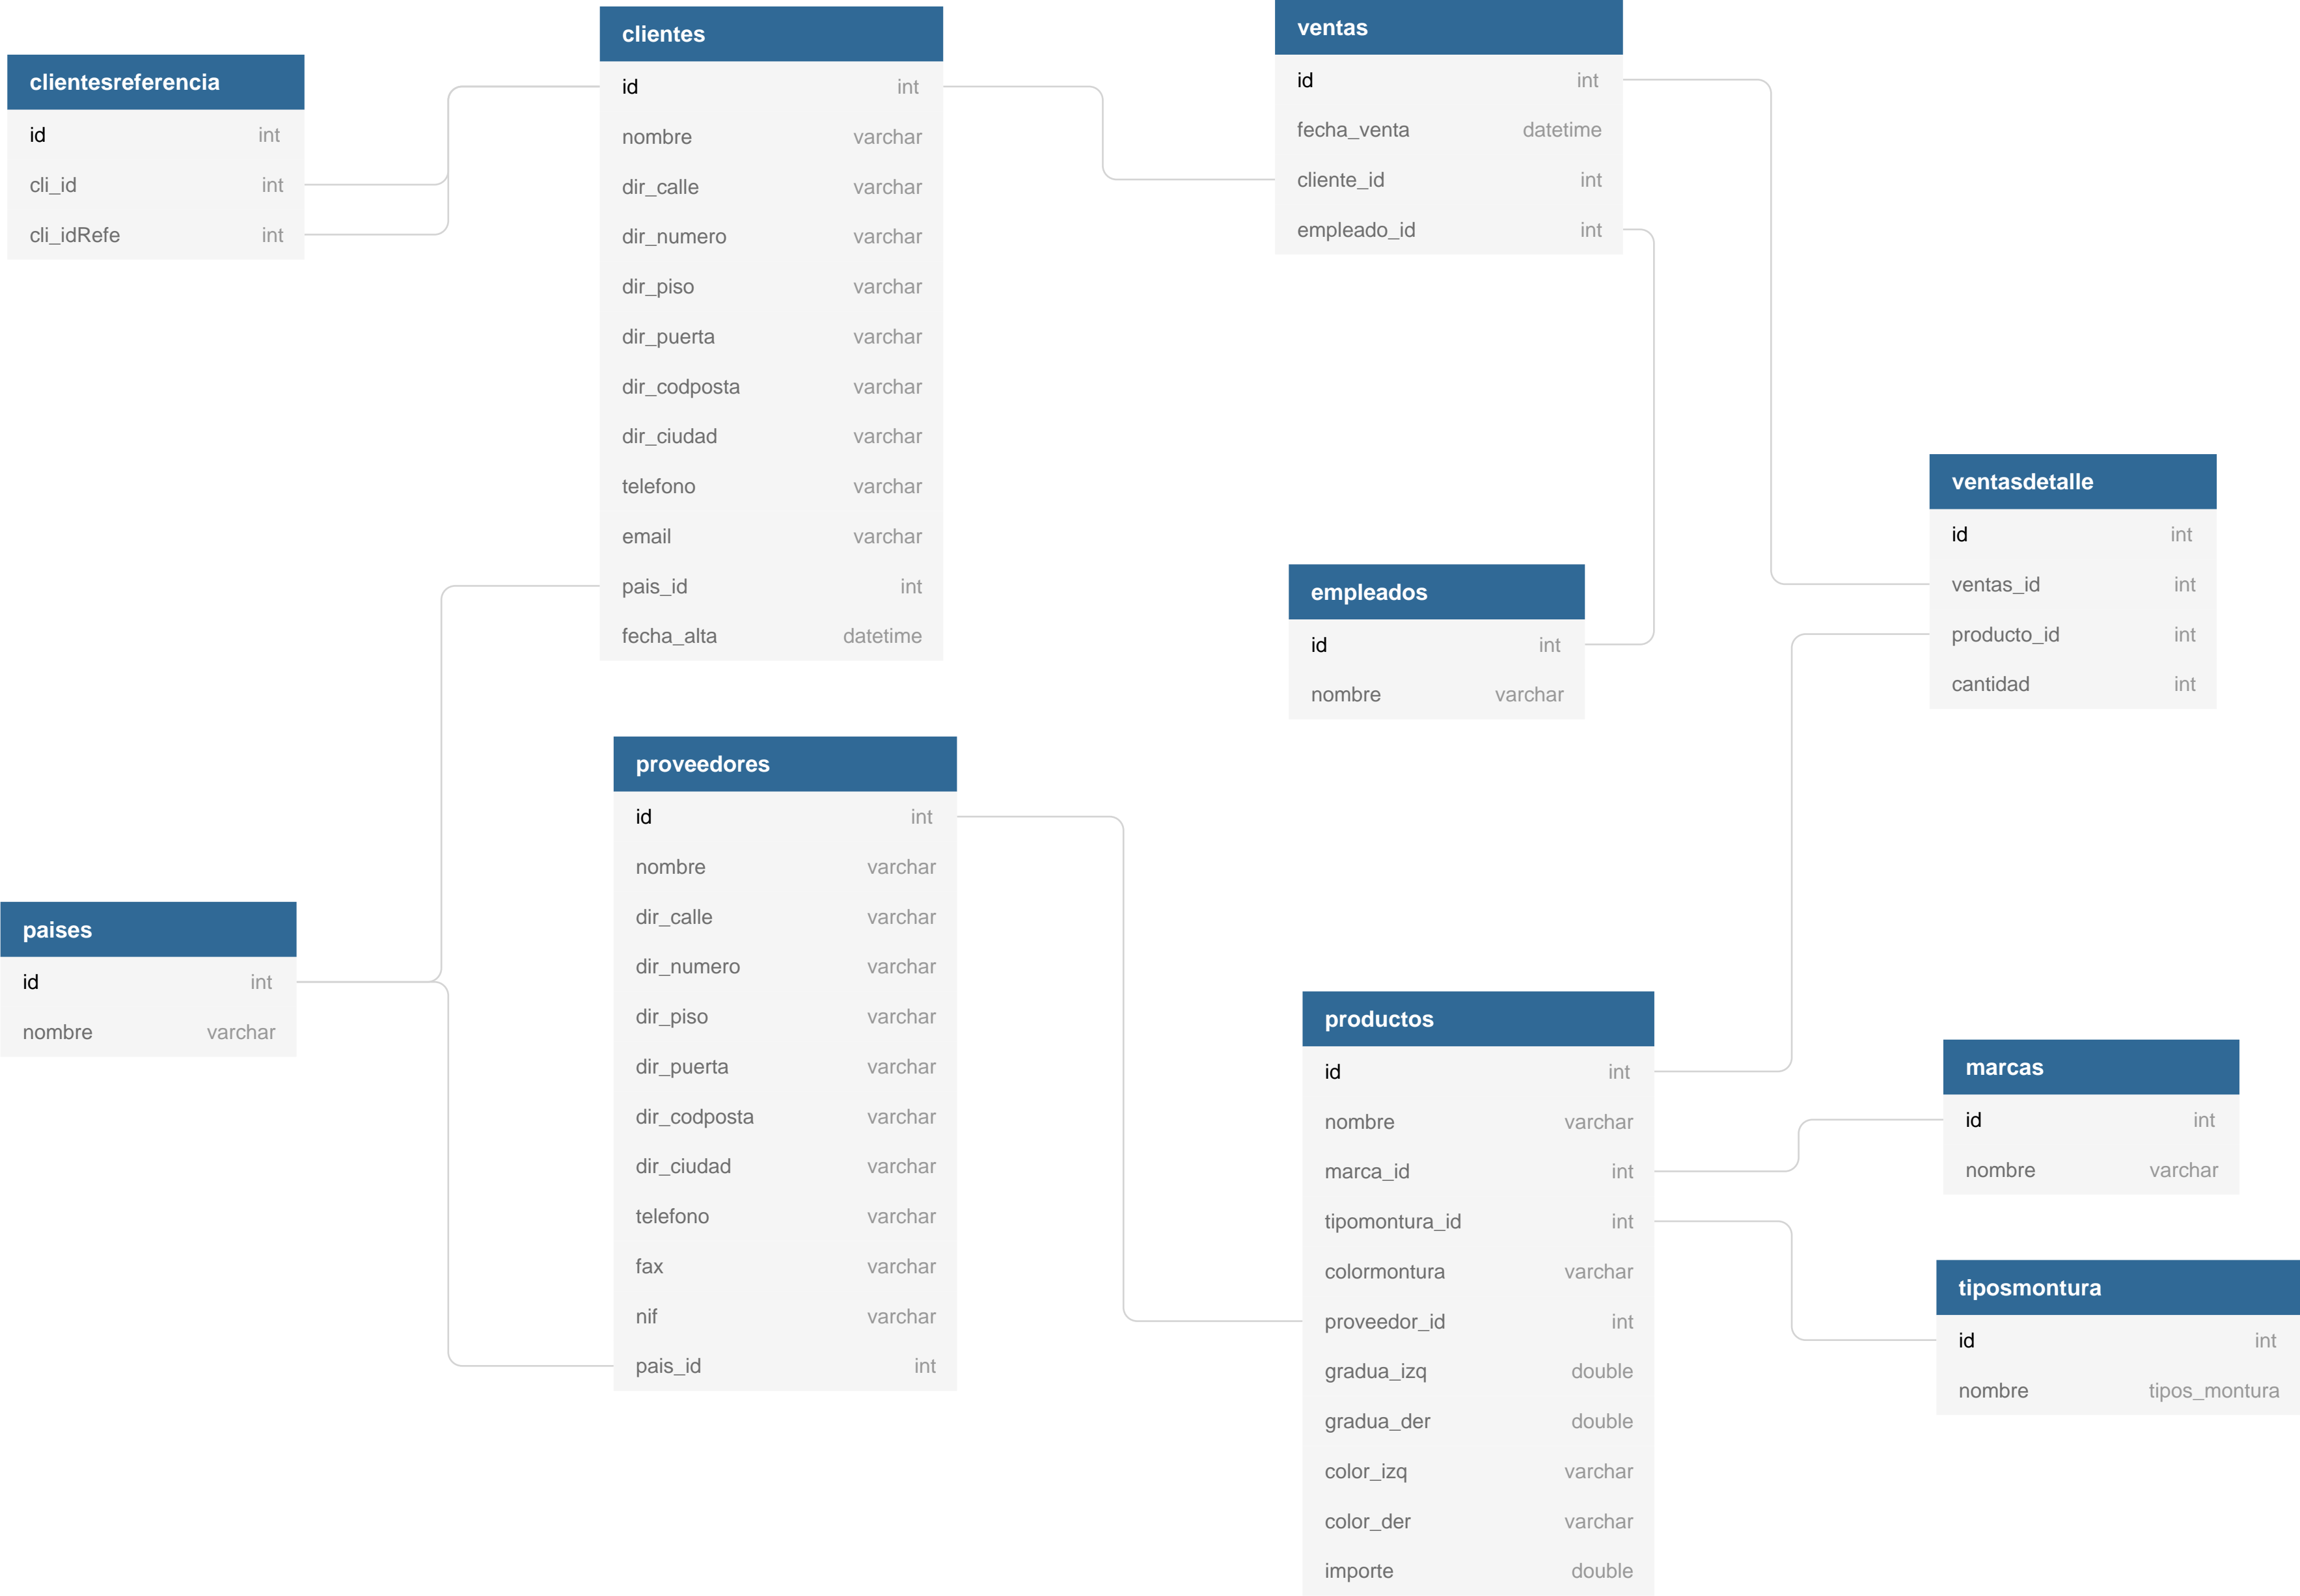 clientesreferencia
id int
cli_id int
cli_idRefe int
clientes
id int
nombre varchar
dir_calle varchar
dir_numero varchar
dir_piso varchar
dir_puerta varchar
dir_codposta varchar
dir_ciudad varchar
telefono varchar
email varchar
pais_id int
fecha_alta datetime
ventas
id int
fecha_venta datetime
cliente_id int
empleado_id int
ventasdetalle
id int
ventas_id int
producto_id int
cantidad int
empleados
id int
nombre varchar
paises
id int
nombre varchar
proveedores
id int
nombre varchar
dir_calle varchar
dir_numero varchar
dir_piso varchar
dir_puerta varchar
dir_codposta varchar
dir_ciudad varchar
telefono varchar
fax varchar
nif varchar
pais_id int
productos
id int
nombre varchar
marca_id int
tipomontura_id int
colormontura varchar
proveedor_id int
gradua_izq double
gradua_der double
color_izq varchar
color_der varchar
importe double
marcas
id int
nombre varchar
tiposmontura
id int
nombre tipos_montura